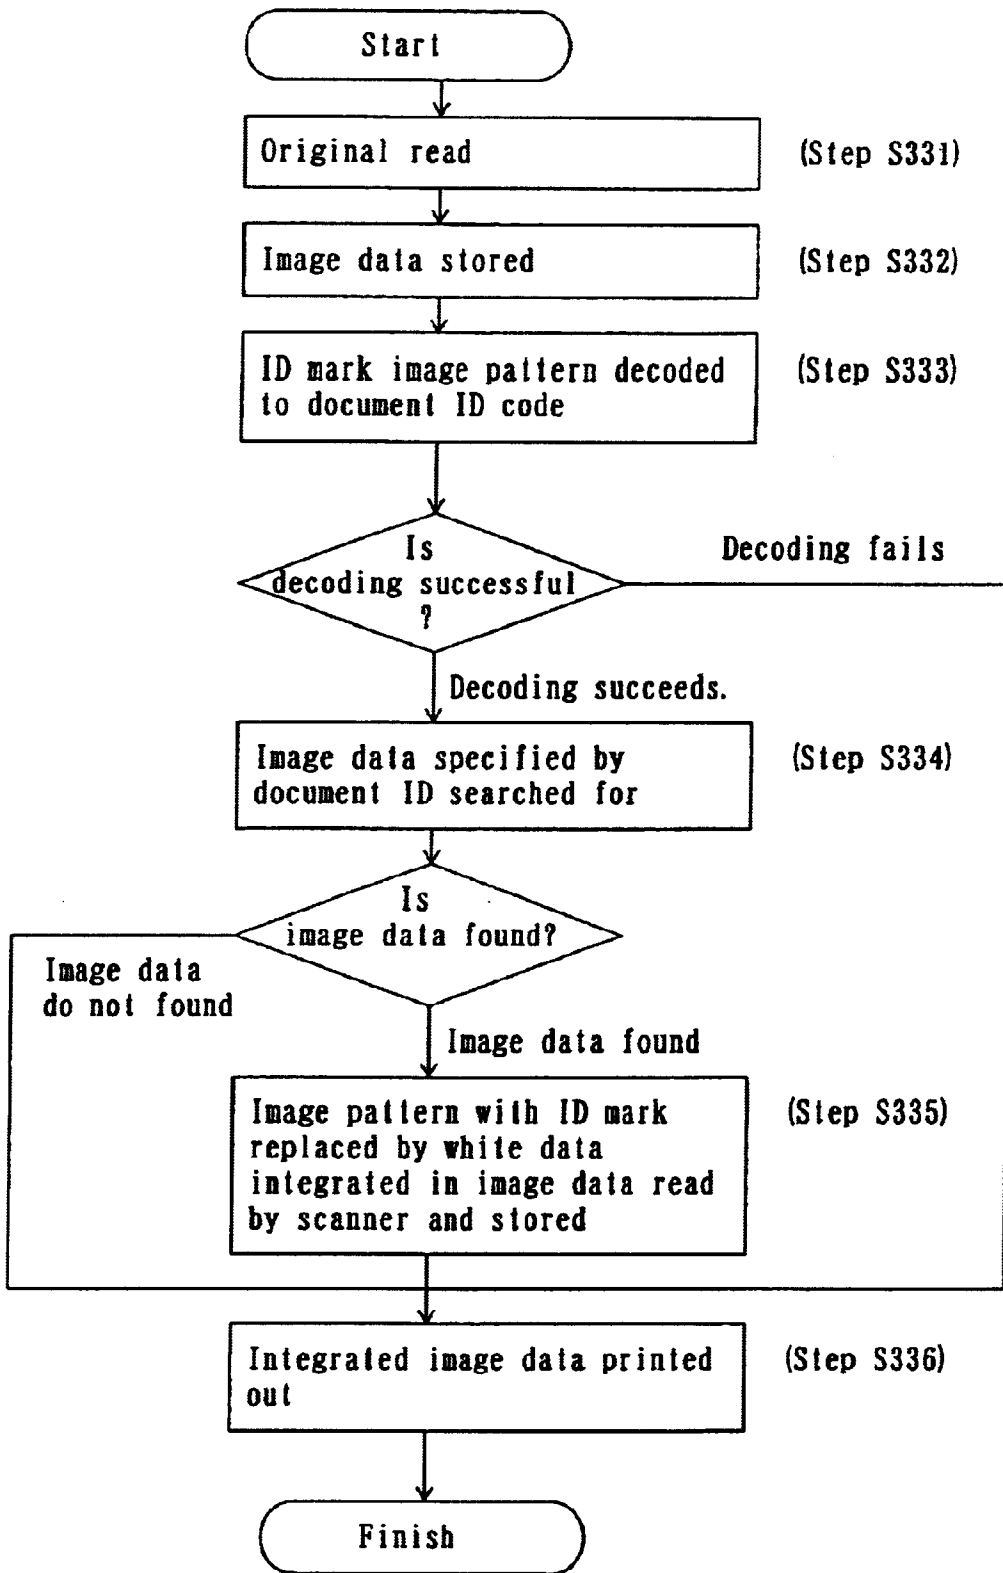 Start
Original read
(Step S331)
Image data stored
(Step S332)
ID mark image pattern decoded
to document ID code
(Step S333)
Is
decoding successful
?
Decoding fails
Decoding succeeds.
Image data specified by
document ID searched for
(Step S334)
Is
image data found?
Image data
do not found
Image data found
Image pattern with ID mark
replaced by white data
integrated in image data read
by scanner and stored
(Step S335)
Integrated image data printed
out
(Step S336)
Finish